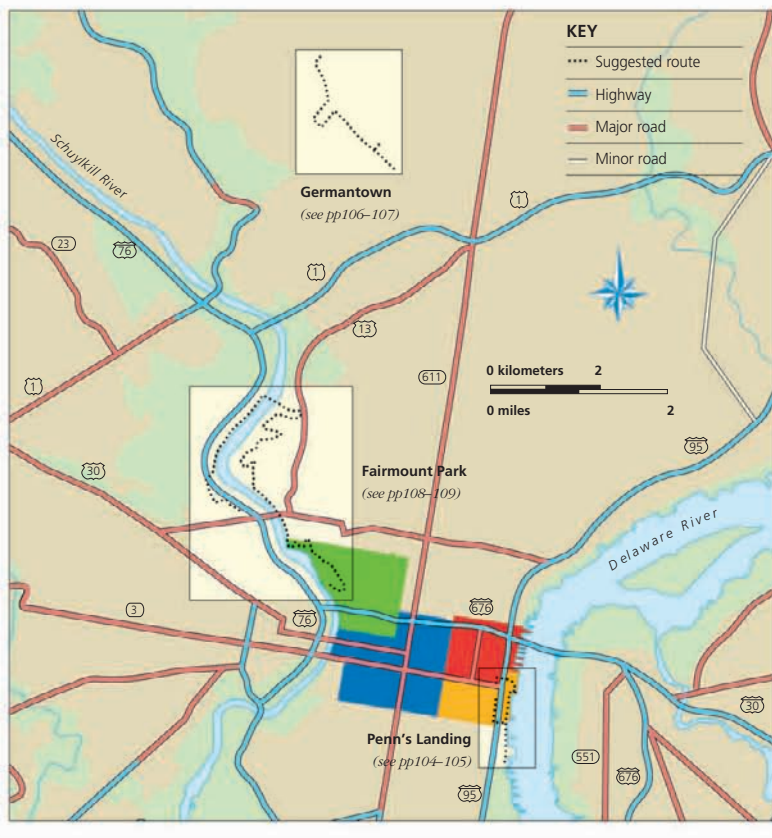 KEY
Suggested route
Highway
Major road
Minor road
Schuylkill River
Germantown
(see pp106–107)
1
23
76
1
13
611
0 kilometers 2
0 miles 2
1
95
30
Fairmount Park
(see pp108–109)
Delaware River
3
76
676
30
Penn's Landing
(see pp104–105)
551
676
95